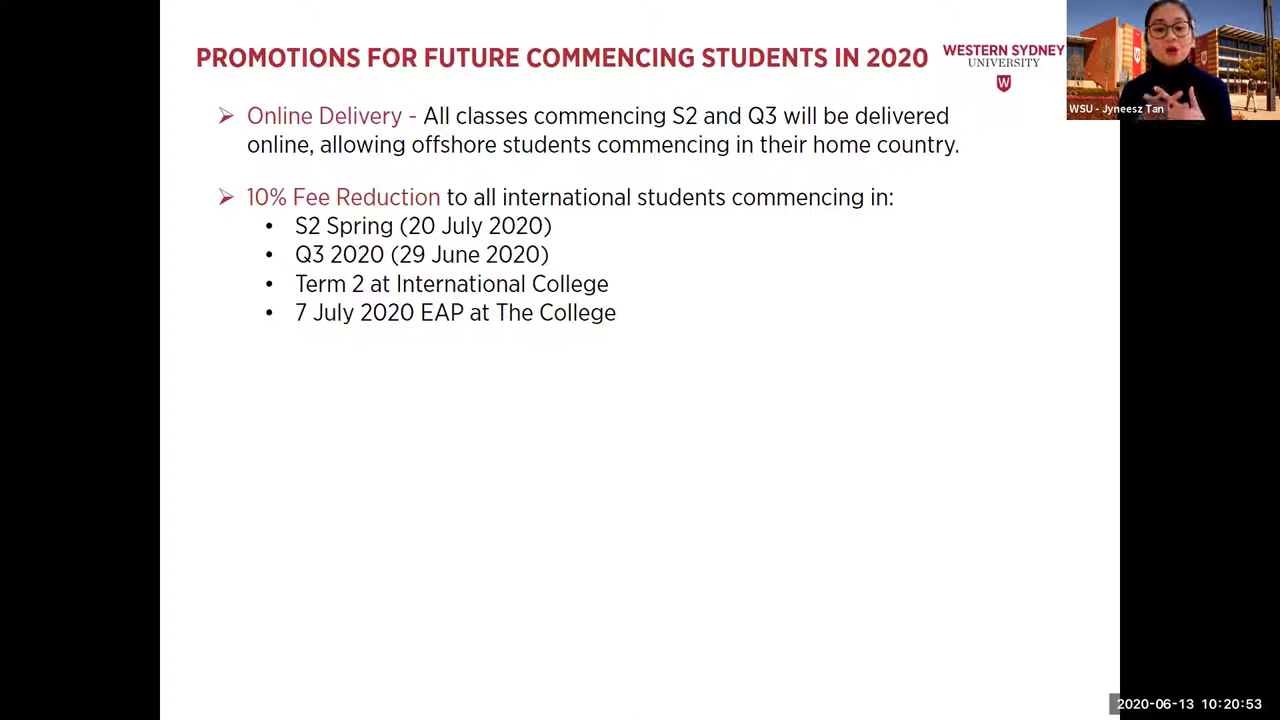 PROMOTIONS FOR FUTURE COMMENCING STUDENTS IN 2020
WESTERN SYDNEY
UNIVERSITY
W
WSU - Jyneesz Tan
➢ Online Delivery - All classes commencing S2 and Q3 will be delivered
online, allowing offshore students commencing in their home country.
➢ 10% Fee Reduction to all international students commencing in:
• S2 Spring (20 July 2020)
• Q3 2020 (29 June 2020)
• Term 2 at International College
• 7 July 2020 EAP at The College
2020-06-13 10:20:53